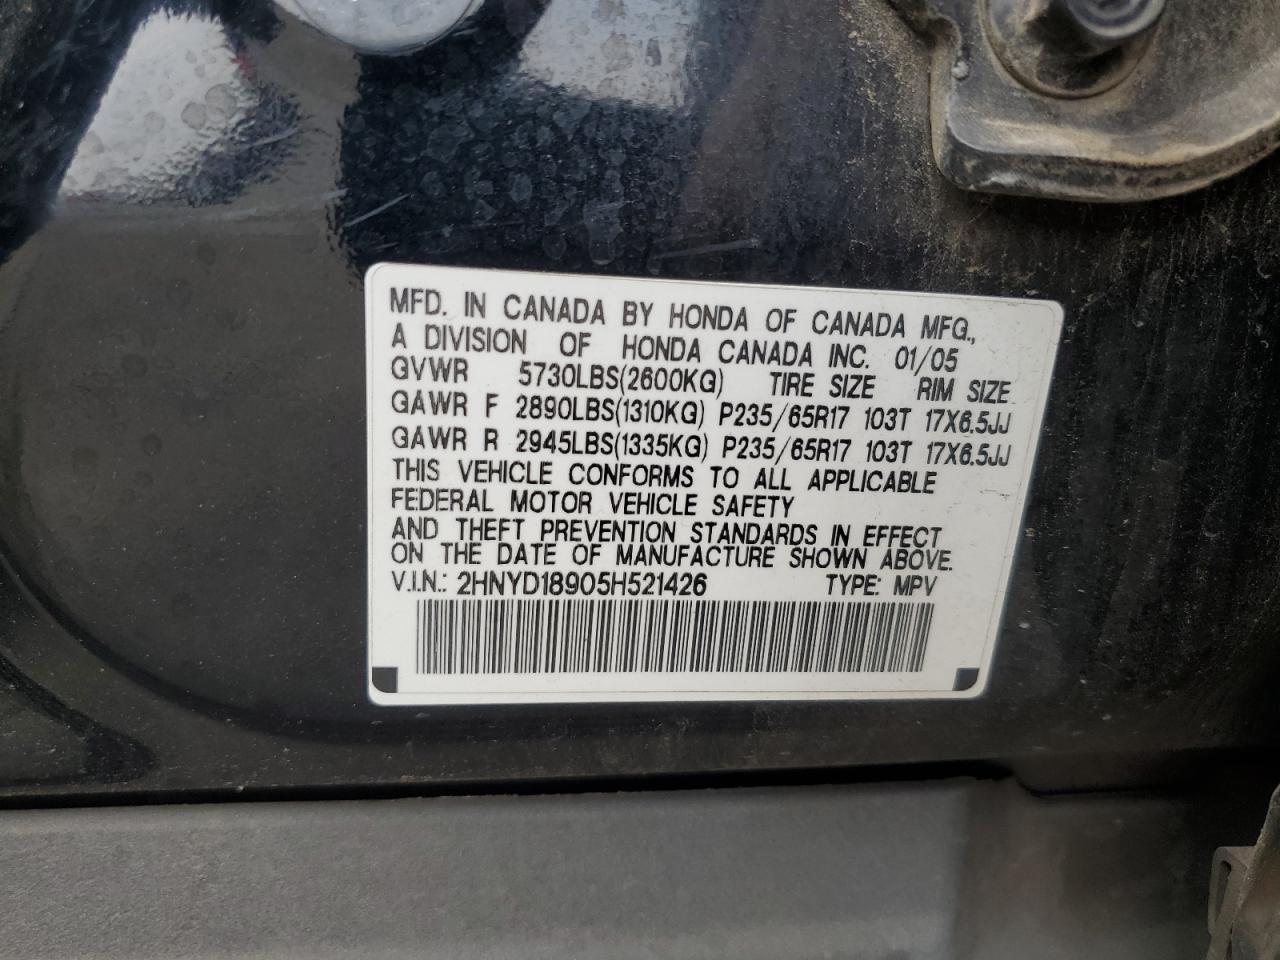 MFD. IN CANADA BY HONDA OF CANADA MFG.,
A DIVISION OF HONDA CANADA INC. 01/05
GVWR 5730LBS(2600KG) TIRE SIZE RIM SIZE
GAWR F 2890LBS(1310KG) P235/65R17 103T 17X6.5JJ
GAWR R 2945LBS(1335KG) P235/65R17 103T 17X6.5JJ
THIS VEHICLE CONFORMS TO ALL APPLICABLE
FEDERAL MOTOR VEHICLE SAFETY
AND THEFT PREVENTION STANDARDS IN EFFECT
ON THE DATE OF MANUFACTURE SHOWN ABOVE.
V.I.N.: 2HNYD18905H521426 TYPE: MPV